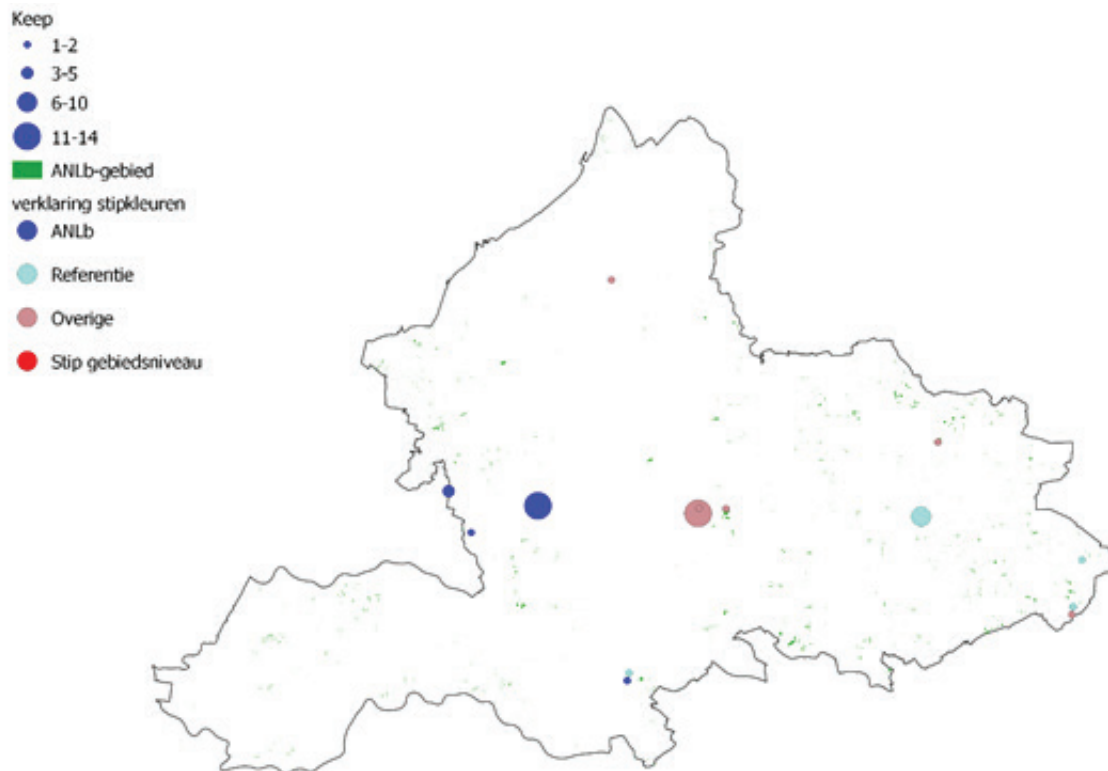 Keep
1-2
3-5
6-10
11-14
ANLb-gebied
verklaring stipkleuren
ANLb
Referentie
Overige
Stip gebiedsniveau